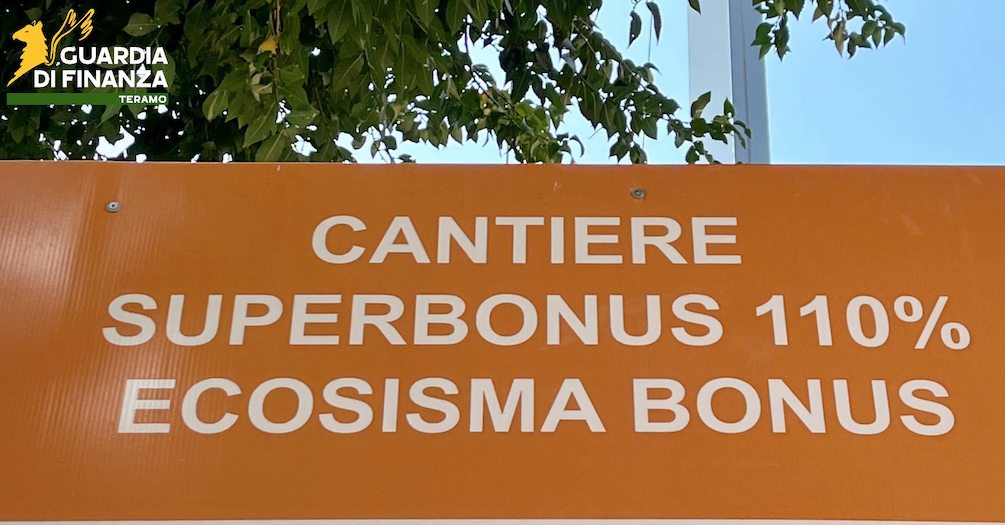 GUARDIA
DI FINANZA
TERAMO
CANTIERE
SUPERBONUS 110%
ECOSISMA BONUS